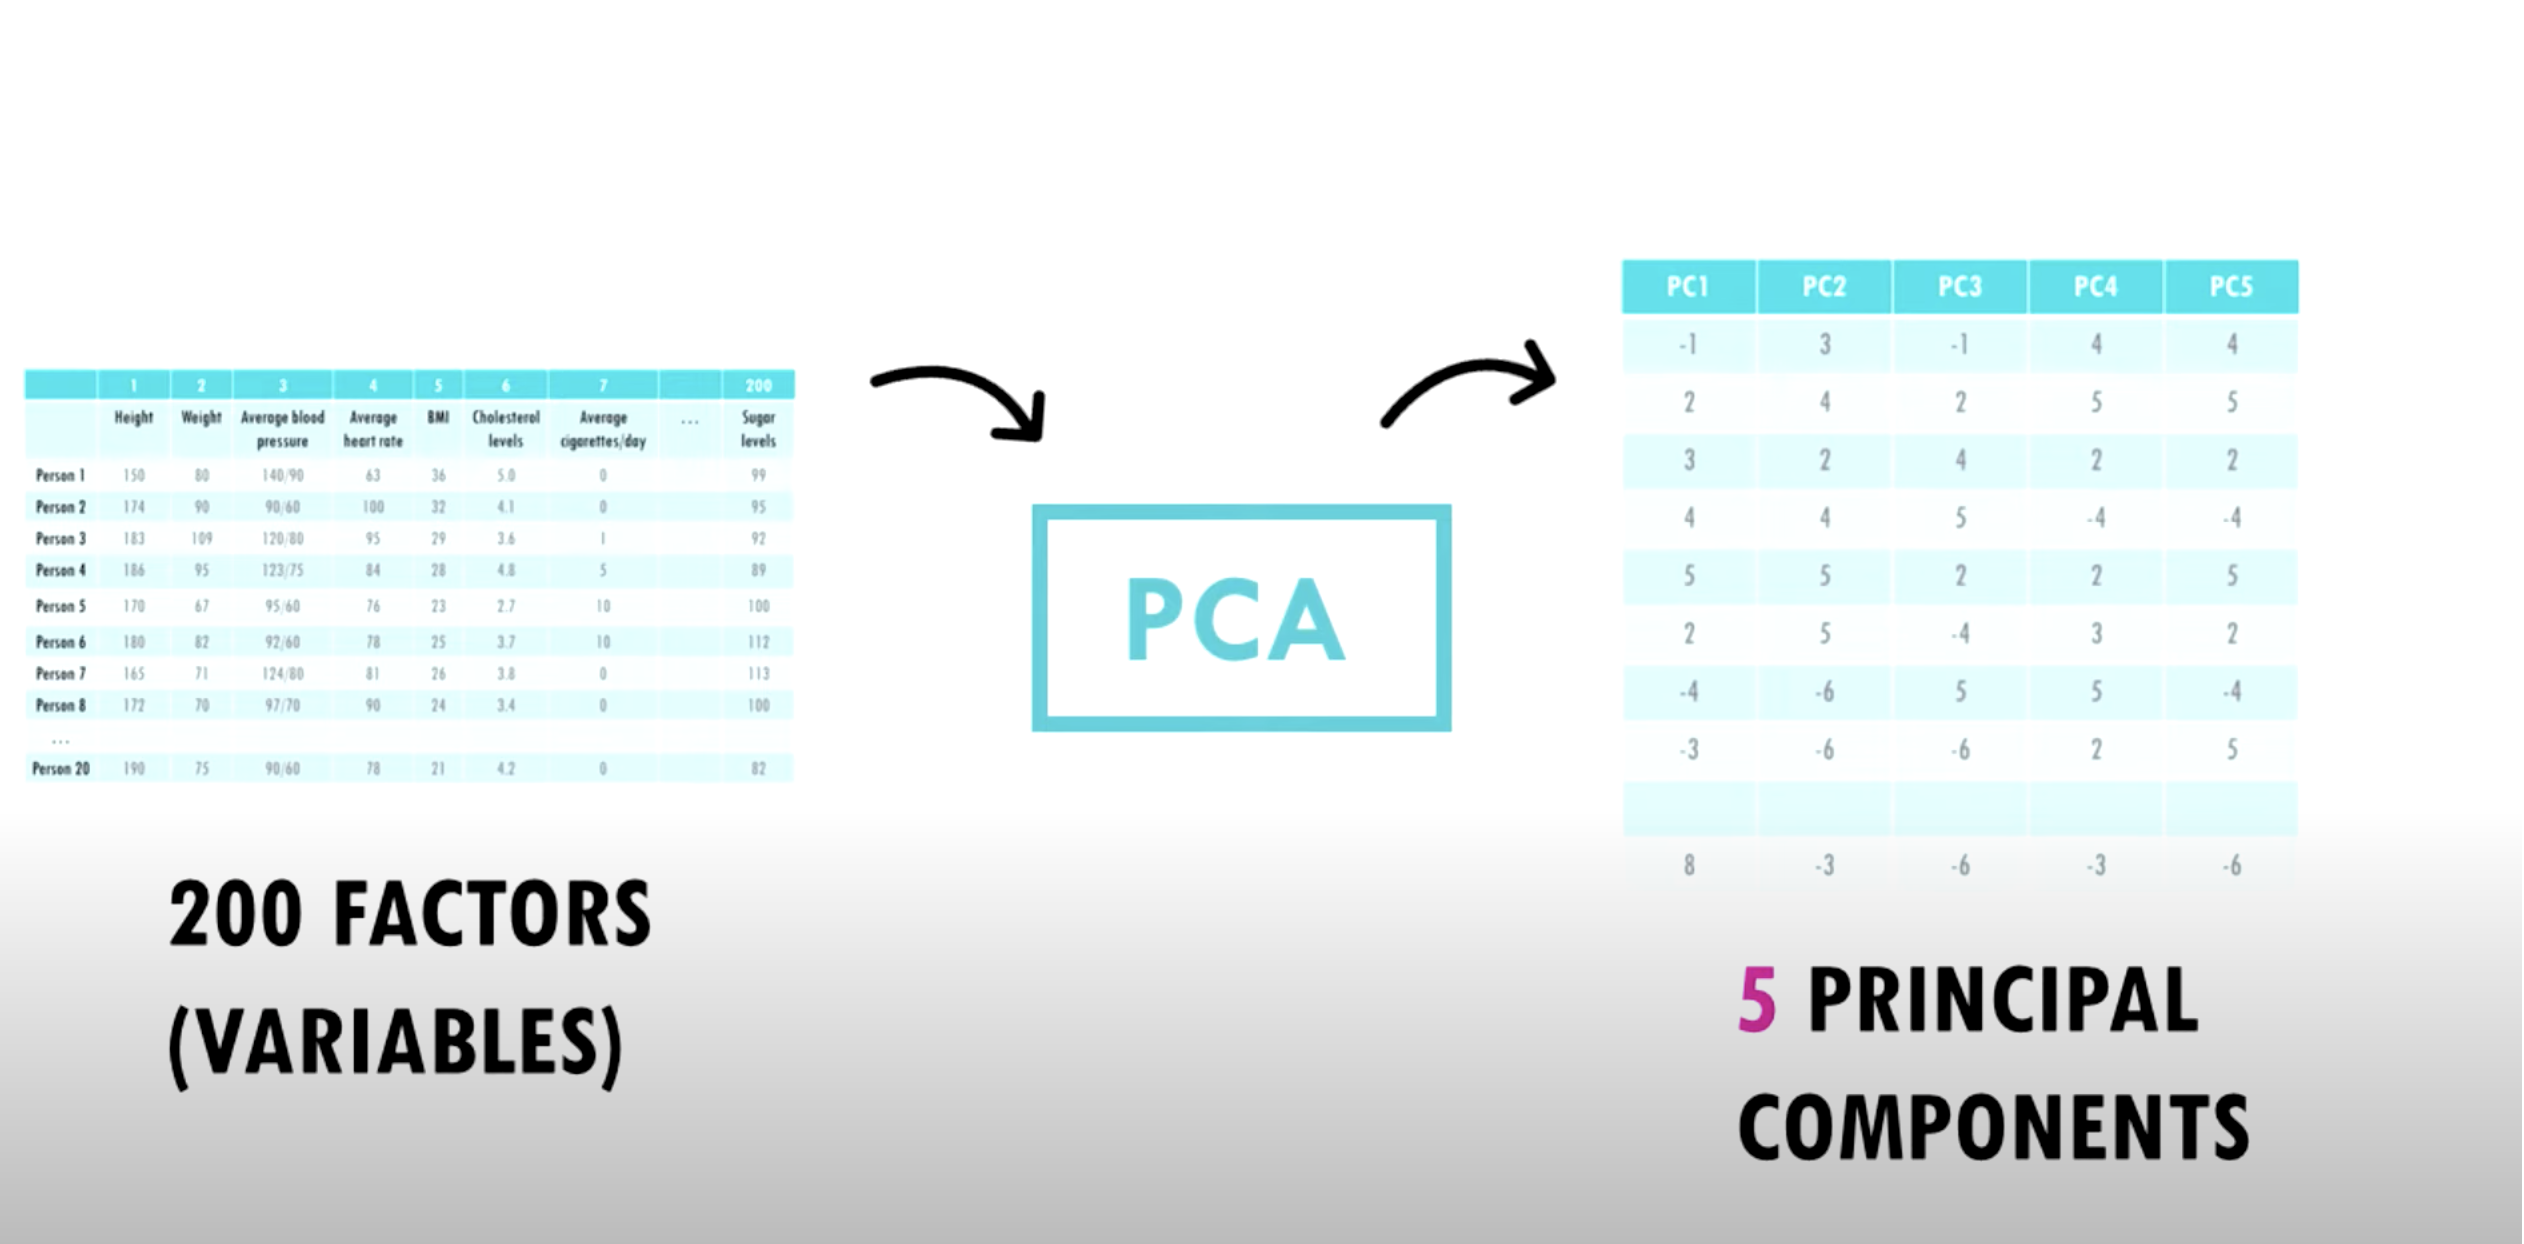 1 2 3 4 5 6 7 200
Height Weight Average blood pressure Average heart rate BMI Cholesterol levels Average cigarettes/day ... Sugar levels
Person 1 150 80 140/90 63 36 5.0 0 99
Person 2 174 90 90/60 100 32 4.1 0 95
Person 3 183 109 120/80 95 29 3.6 1 92
Person 4 186 95 123/75 84 28 4.8 5 89
Person 5 170 67 95/60 76 23 2.7 10 100
Person 6 180 82 92/60 78 25 3.7 10 112
Person 7 165 71 124/80 81 26 3.8 0 113
Person 8 172 70 97/70 90 24 3.4 0 100
...
Person 20 190 75 90/60 78 21 4.2 0 82
200 FACTORS
(VARIABLES)
PCA
PC1 PC2 PC3 PC4 PC5
-1 3 -1 4 4
2 4 2 5 5
3 2 4 2 2
4 4 5 -4 -4
5 5 2 2 5
2 5 -4 3 2
-4 -6 5 5 -4
-3 -6 -6 2 5
8 -3 -6 -3 -6
5 PRINCIPAL
COMPONENTS